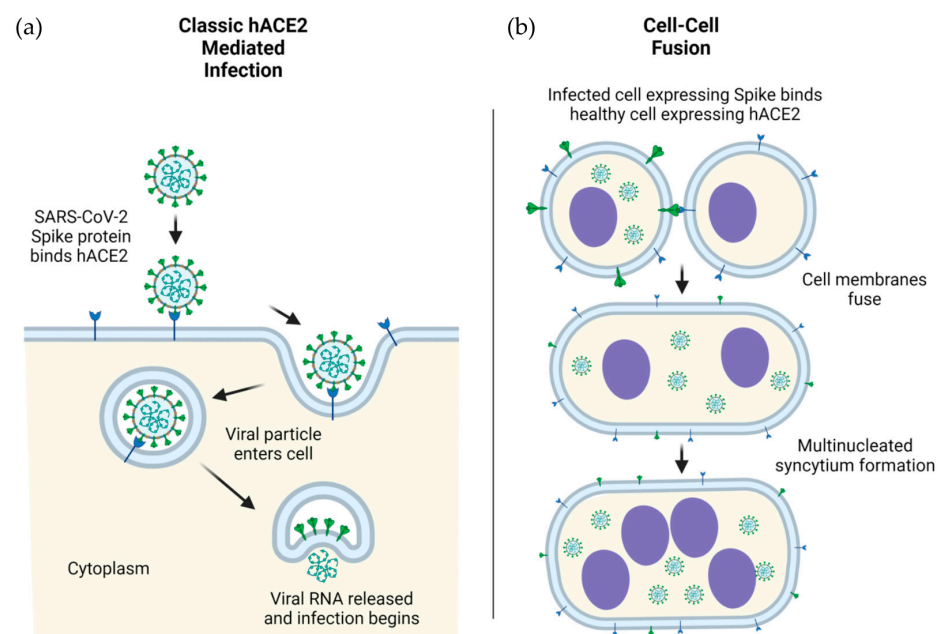 (a)
Classic hACE2
Mediated
Infection
SARS-CoV-2
Spike protein
binds hACE2
Viral particle
enters cell
Cytoplasm
Viral RNA released
and infection begins
(b)
Cell-Cell
Fusion
Infected cell expressing Spike binds
healthy cell expressing hACE2
Cell membranes
fuse
Multinucleated
syncytium formation